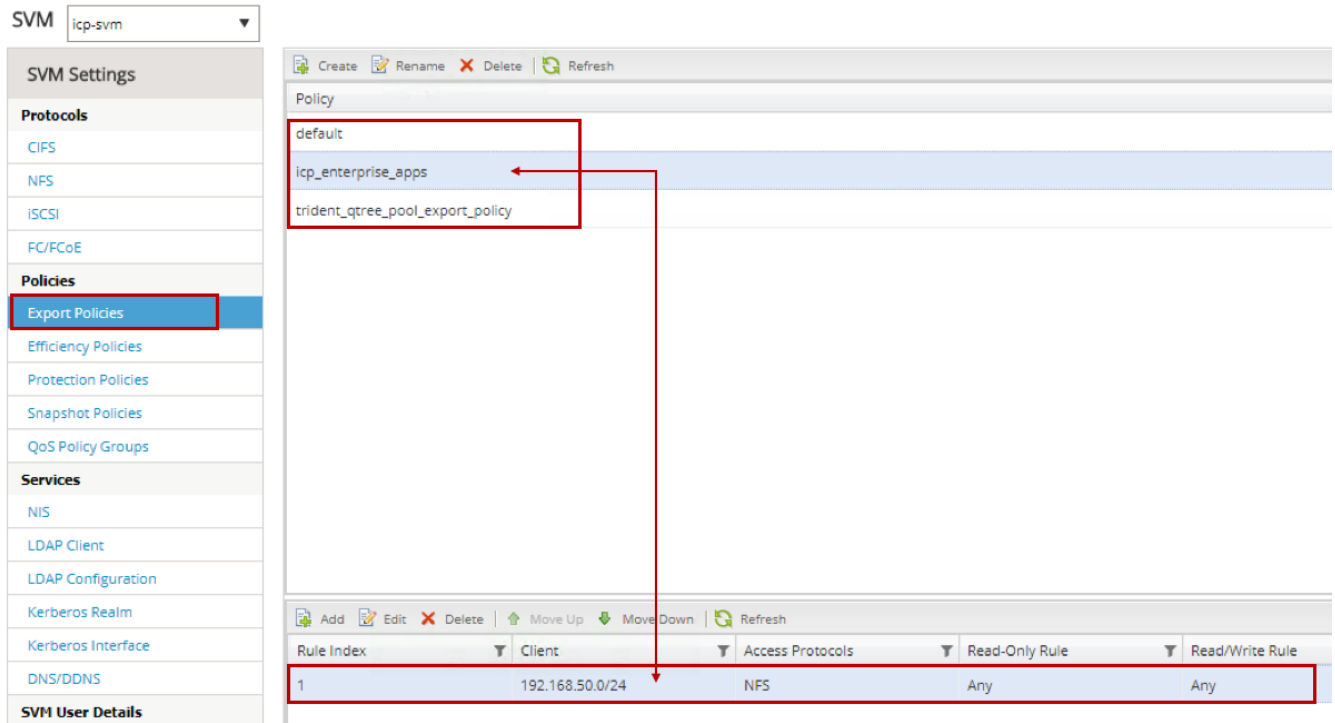 SVM icp-svm
SVM Settings
Protocols
CIFS
NFS
iSCSI
FC/FCoE
Policies
Export Policies
Efficiency Policies
Protection Policies
Snapshot Policies
QoS Policy Groups
Services
NIS
LDAP Client
LDAP Configuration
Kerberos Realm
Kerberos Interface
DNS/DDNS
SVM User Details
Create Rename Delete Refresh
Policy
default
icp_enterprise_apps
trident_qtree_pool_export_policy
Add Edit Delete Move Up Move Down Refresh
Rule Index Client Access Protocols Read-Only Rule Read/Write Rule
1 192.168.50.0/24 NFS Any Any